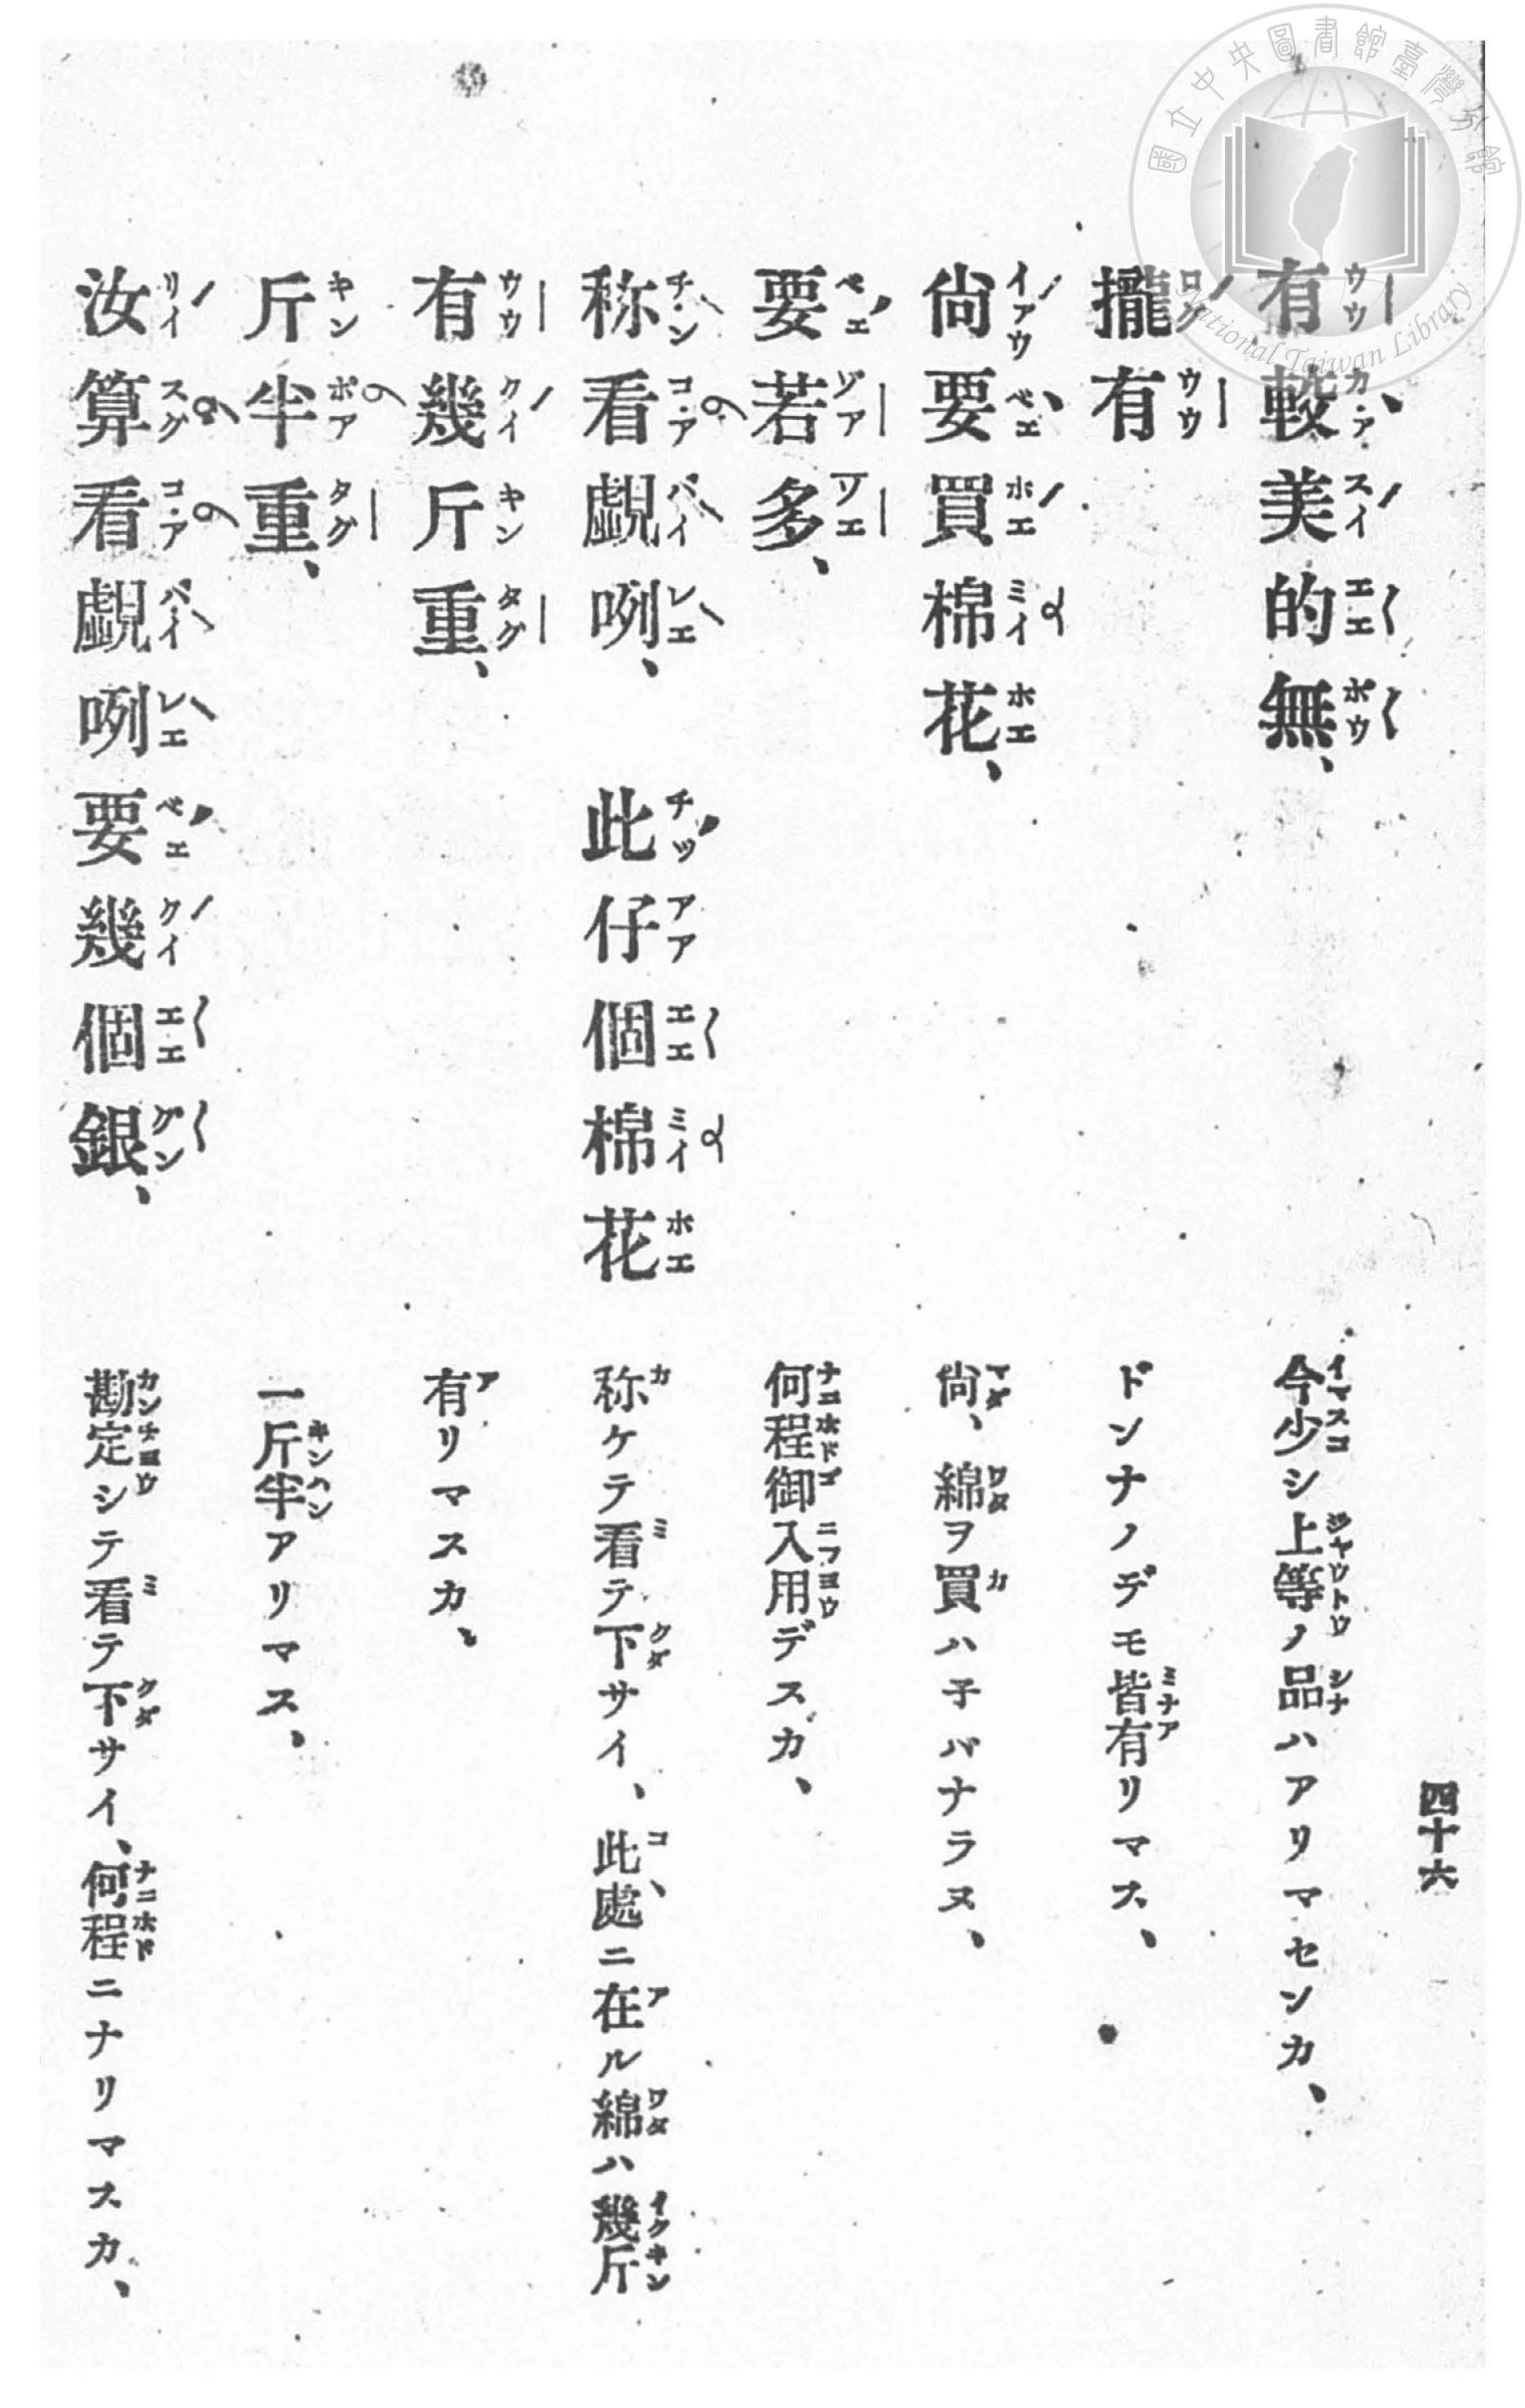 國立中央圖書館臺灣分館
National Taiwan Library
四十六
有較美的無、
今少シ上等ノ品ハアリマセンカ、
攏有
ドンナノデモ皆有リマス、
尙要買棉花、
尙、綿ヲ買ハ子バナラヌ、
要若多、
何程御入用デスカ、
称看覰咧、 此仔個棉花
称ケテ看テ下サイ、此處ニ在ル綿ハ幾斤
有幾斤重、
有リマスカ、
斤半重、
一斤半アリマス、
汝算看覰咧要幾個銀、
勘定シテ看テ下サイ、何程ニナリマスカ、